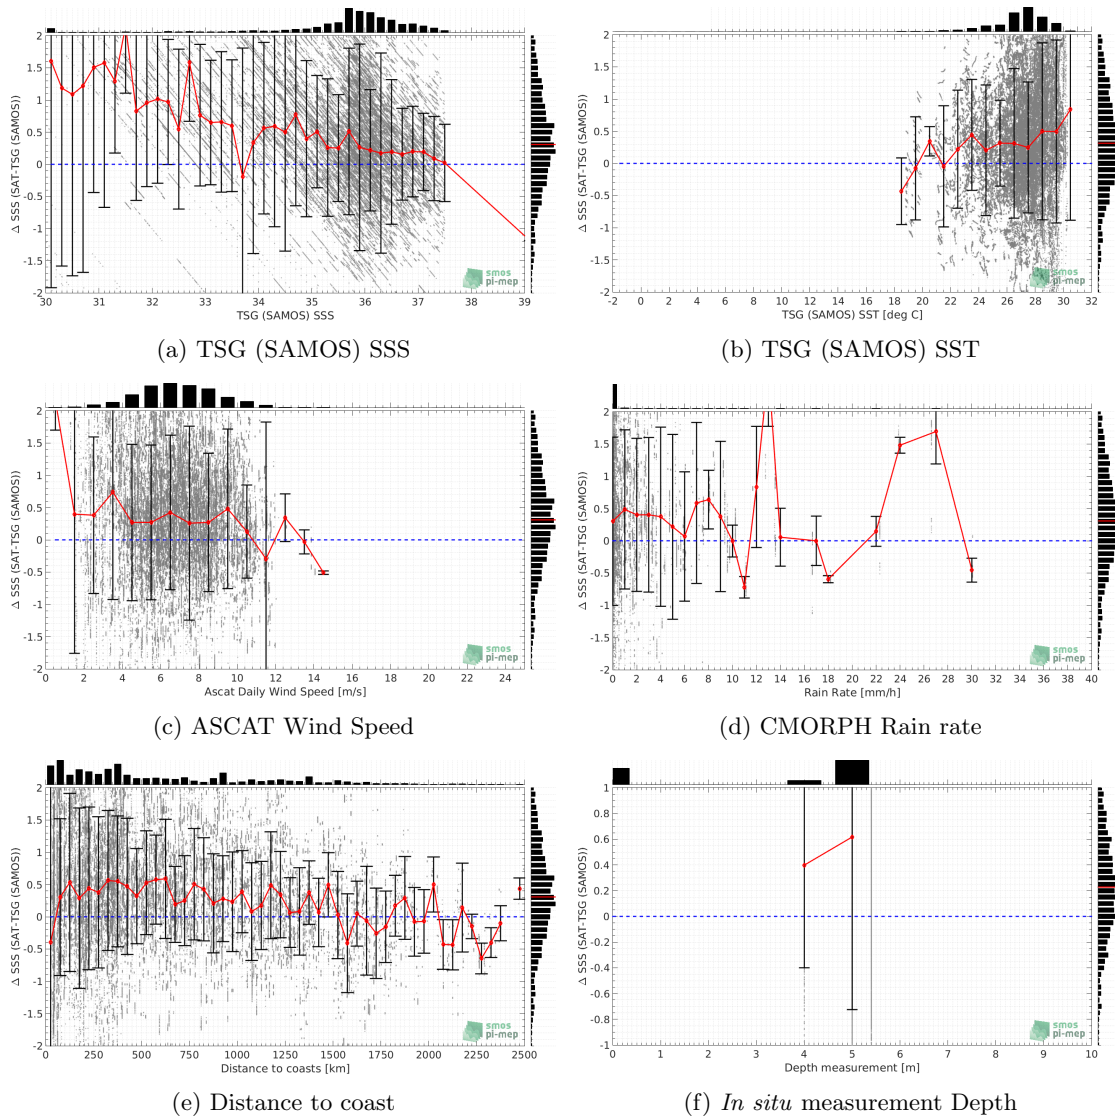 2
1.5
1
0.5
0
-0.5
-1
-1.5
-2
Δ SSS (SAT-TSG (SAMOS))
30 31 32 33 34 35 36 37 38 39
TSG (SAMOS) SSS
smos
pi-mep
(a) TSG (SAMOS) SSS
2
1.5
1
0.5
0
-0.5
-1
-1.5
-2
Δ SSS (SAT-TSG (SAMOS))
-2 0 2 4 6 8 10 12 14 16 18 20 22 24 26 28 30 32
TSG (SAMOS) SST [deg C]
smos
pi-mep
(b) TSG (SAMOS) SST
2
1.5
1
0.5
0
-0.5
-1
-1.5
-2
Δ SSS (SAT-TSG (SAMOS))
0 2 4 6 8 10 12 14 16 18 20 22 24
Ascat Daily Wind Speed [m/s]
smos
pi-mep
(c) ASCAT Wind Speed
2
1.5
1
0.5
0
-0.5
-1
-1.5
-2
Δ SSS (SAT-TSG (SAMOS))
0 2 4 6 8 10 12 14 16 18 20 22 24 26 28 30 32 34 36 38 40
Rain Rate [mm/h]
smos
pi-mep
(d) CMORPH Rain rate
2
1.5
1
0.5
0
-0.5
-1
-1.5
-2
Δ SSS (SAT-TSG (SAMOS))
0 250 500 750 1000 1250 1500 1750 2000 2250 2500
Distance to coasts [km]
smos
pi-mep
(e) Distance to coast
1
0.8
0.6
0.4
0.2
0
-0.2
-0.4
-0.6
-0.8
-1
Δ SSS (SAT-TSG (SAMOS))
0 1 2 3 4 5 6 7 8 9 10
Depth measurement [m]
smos
pi-mep
(f) In situ measurement Depth